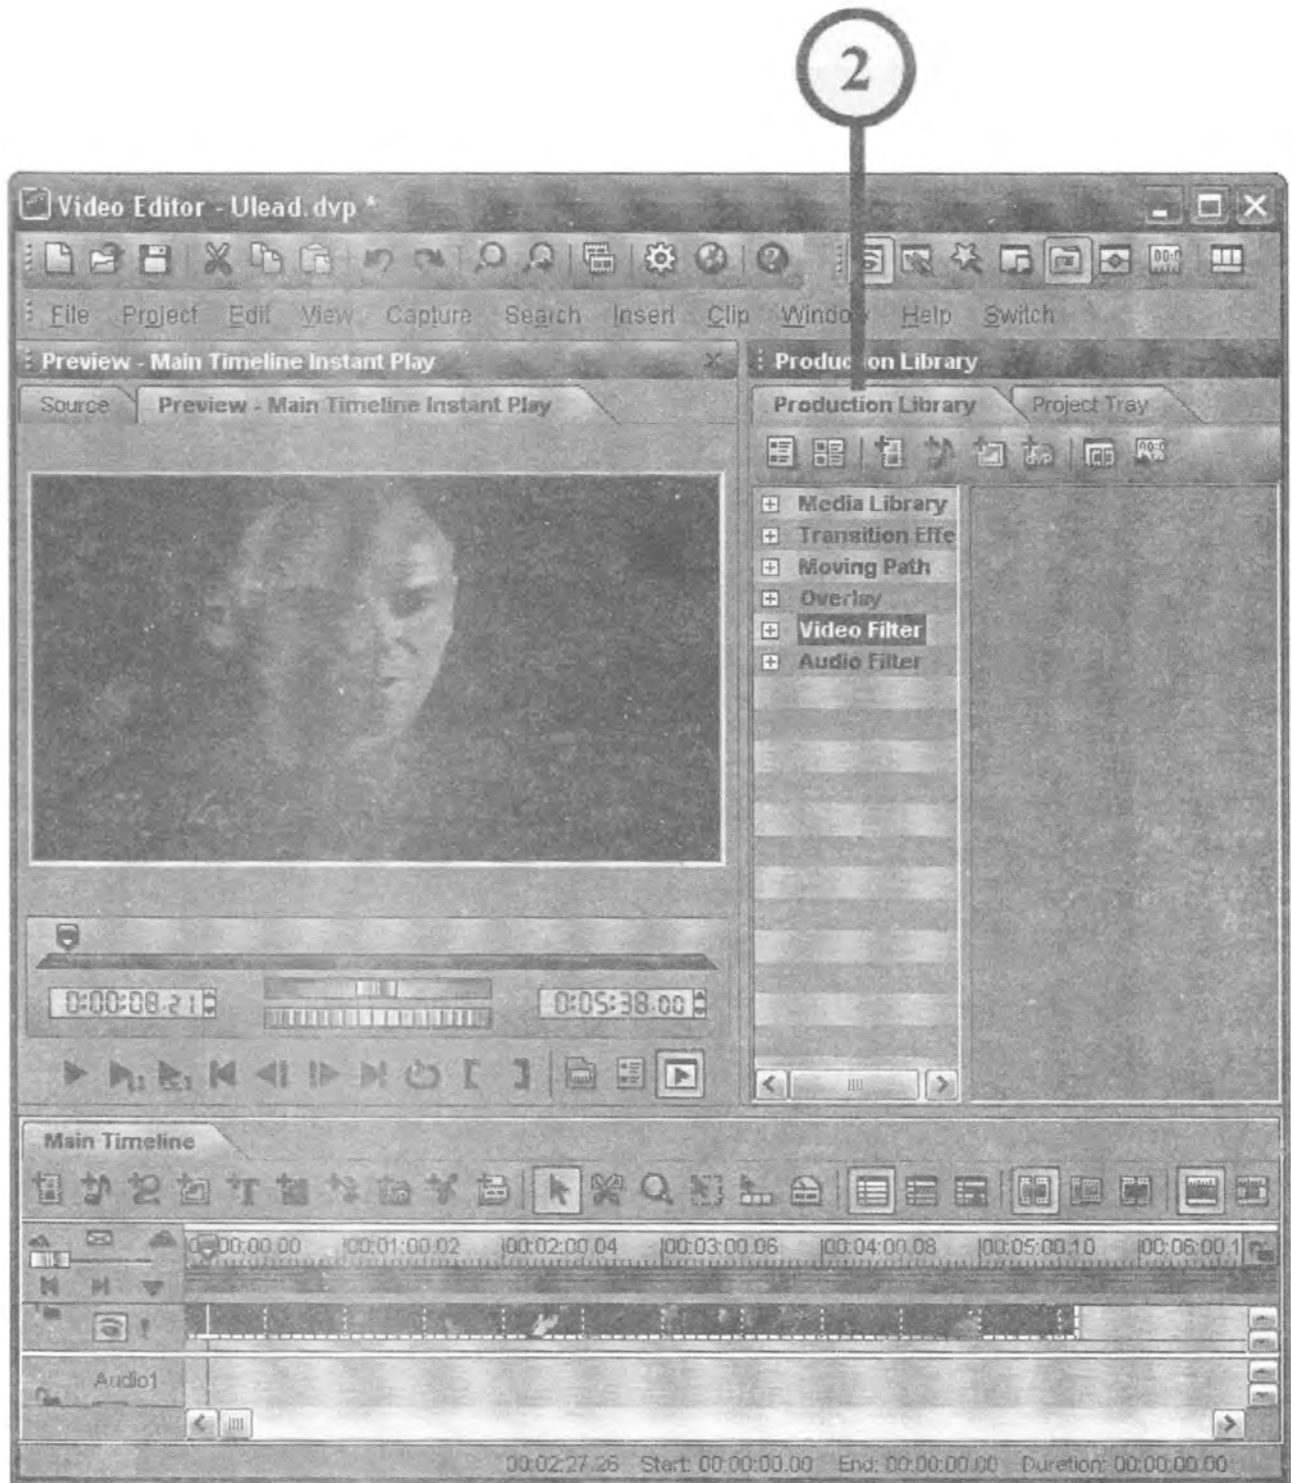 2
Video Editor - Ulead.dvp *
File Project Edit View Capture Search Insert Clip Window Help Switch
Preview - Main Timeline Instant Play
Production Library
Source Preview - Main Timeline Instant Play
Production Library Project Tray
Media Library
Transition Effe
Moving Path
Overlay
Video Filter
Audio Filter
0:00:08.21
0:05:38.00
Main Timeline
00:01:00.02 00:02:00.04 00:03:00.06 00:04:00.08 00:05:00.10 00:06:00.1
Audio1
00:02:27.26 Start: 00:00:00.00 End: 00:00:00.00 Duration: 00:00:00.00